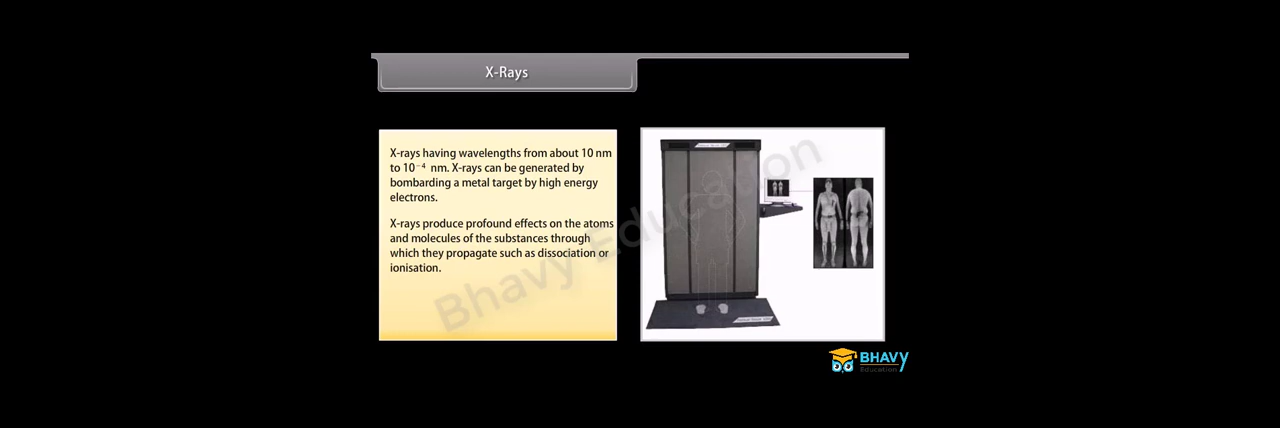 X-Rays
X-rays having wavelengths from about 10 nm
to 10⁻⁴ nm. X-rays can be generated by
bombarding a metal target by high energy
electrons.
X-rays produce profound effects on the atoms
and molecules of the substances through
which they propagate such as dissociation or
ionisation.
Bhavy Education
BHAVY
Education